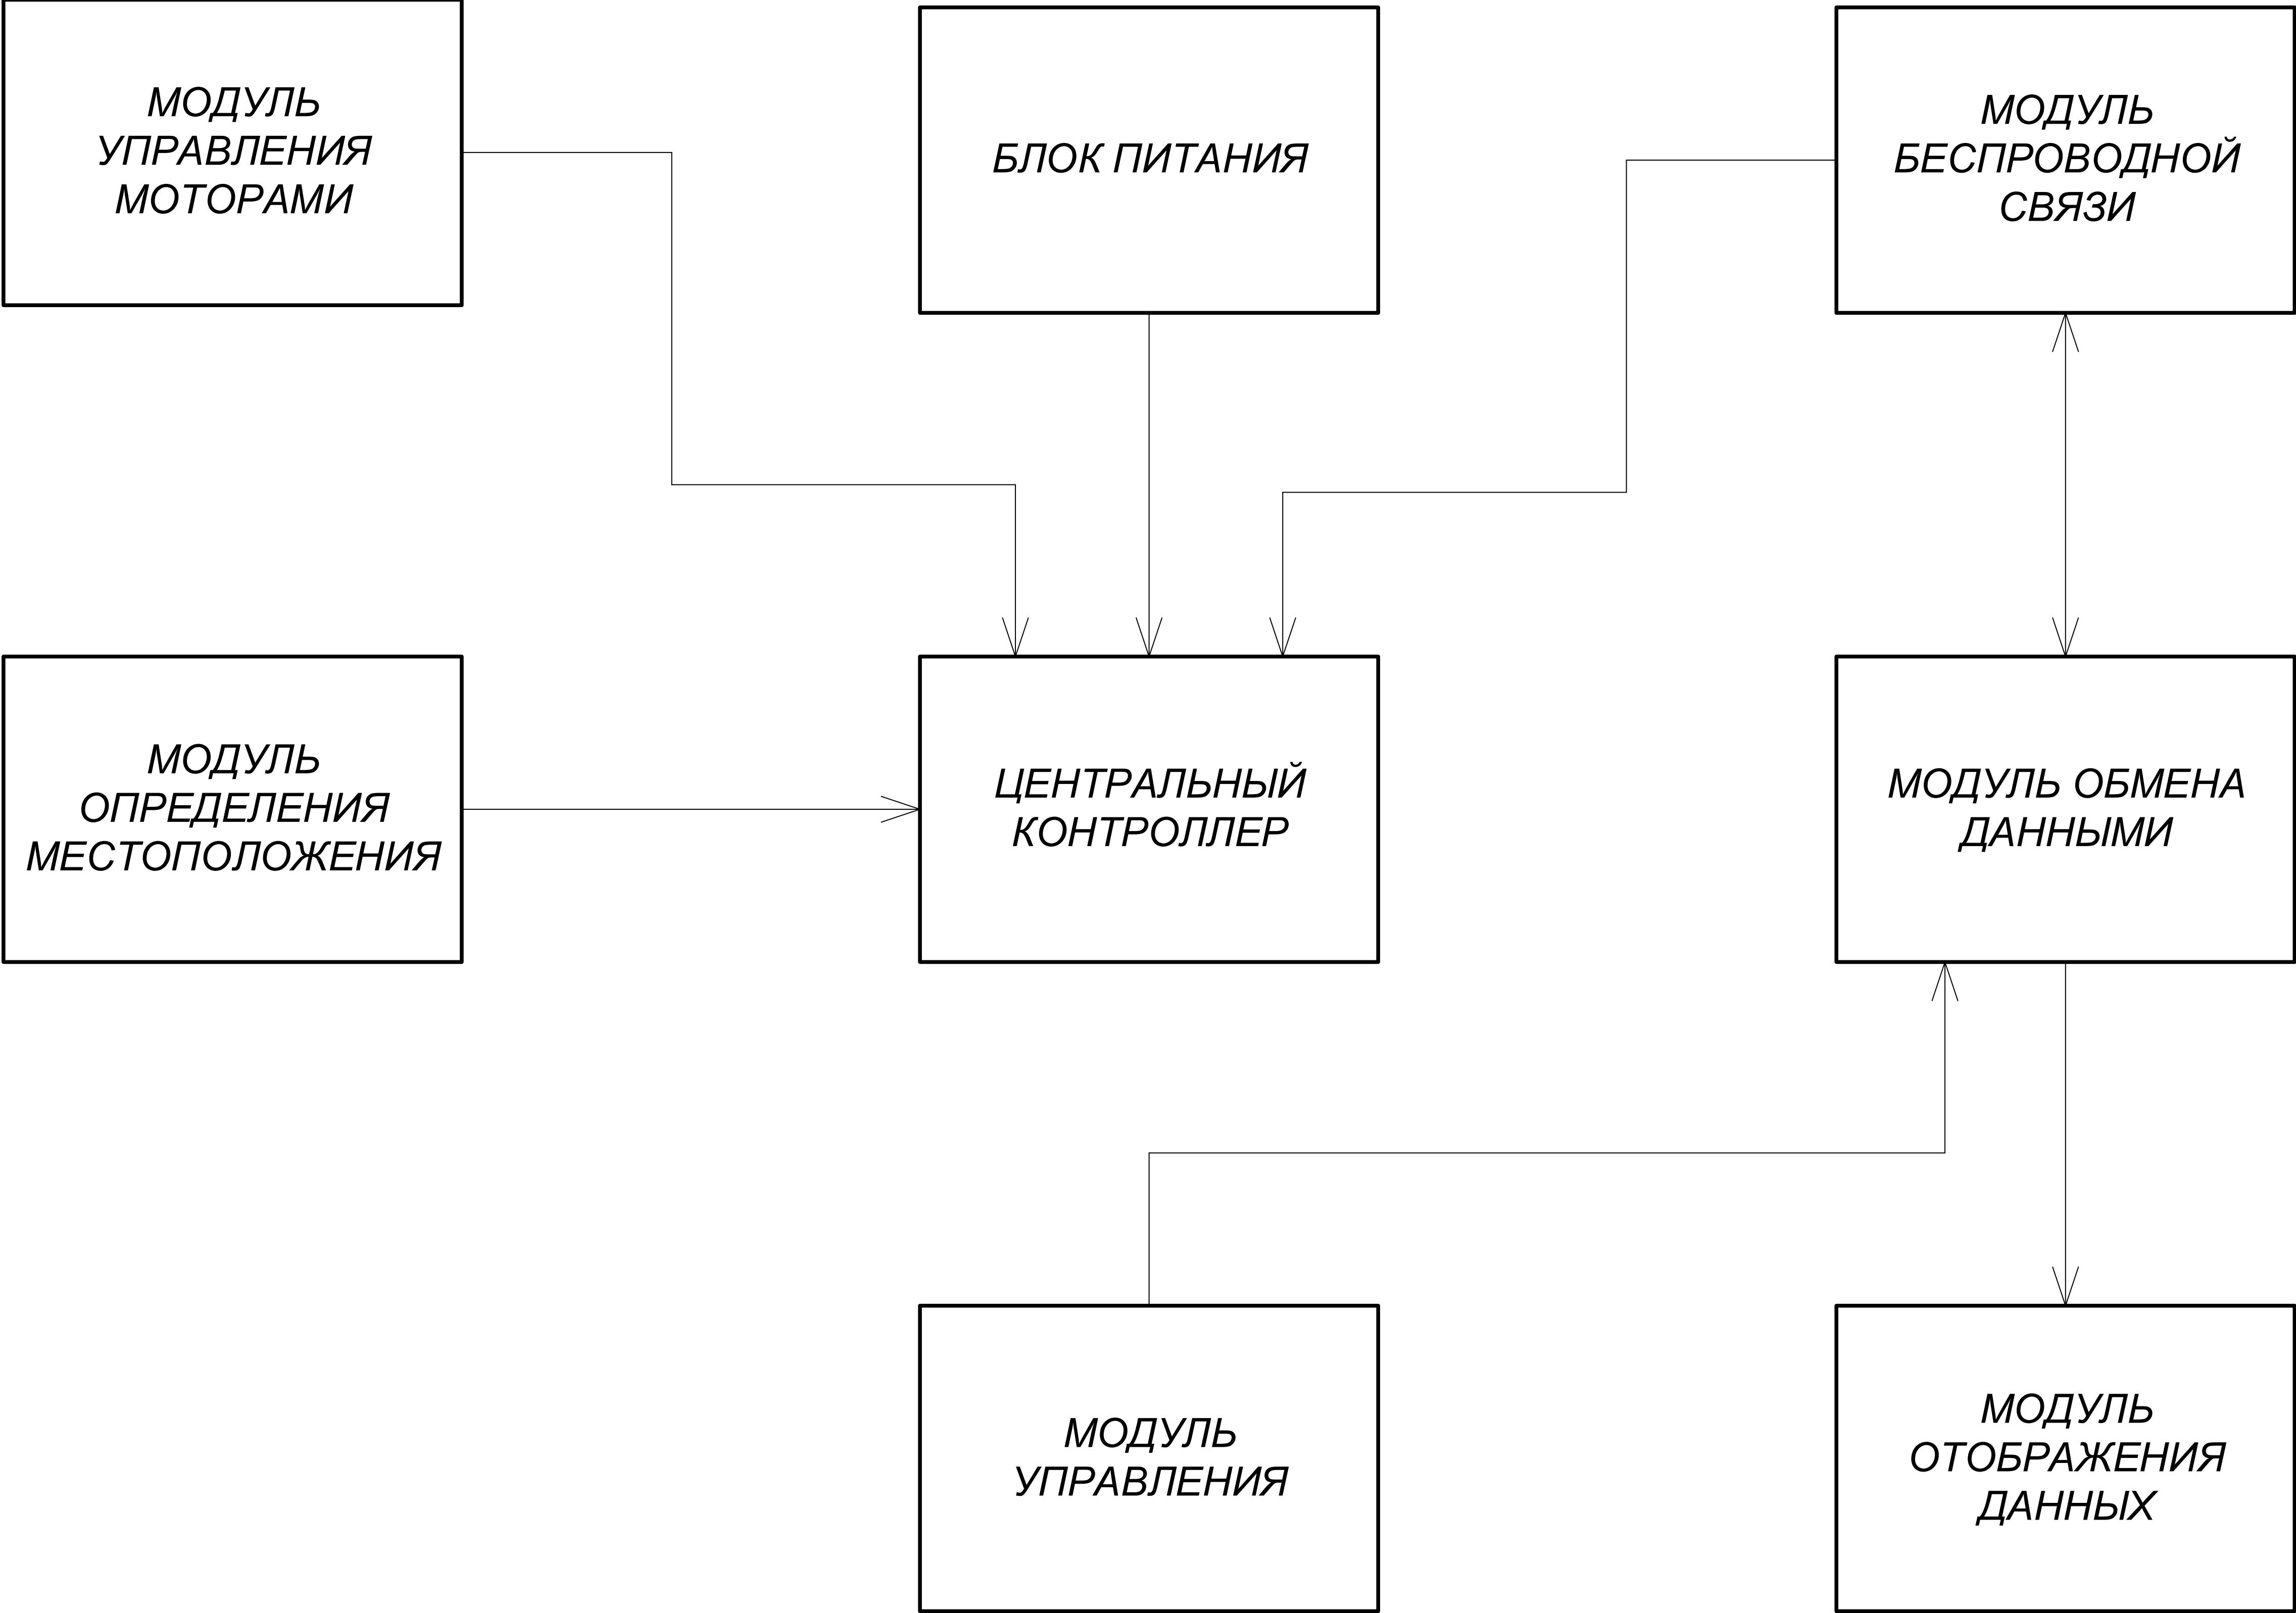 МОДУЛЬ
УПРАВЛЕНИЯ
МОТОРАМИ
БЛОК ПИТАНИЯ
МОДУЛЬ
БЕСПРОВОДНОЙ
СВЯЗИ
МОДУЛЬ
ОПРЕДЕЛЕНИЯ
МЕСТОПОЛОЖЕНИЯ
ЦЕНТРАЛЬНЫЙ
КОНТРОЛЛЕР
МОДУЛЬ ОБМЕНА
ДАННЫМИ
МОДУЛЬ
УПРАВЛЕНИЯ
МОДУЛЬ
ОТОБРАЖЕНИЯ
ДАННЫХ